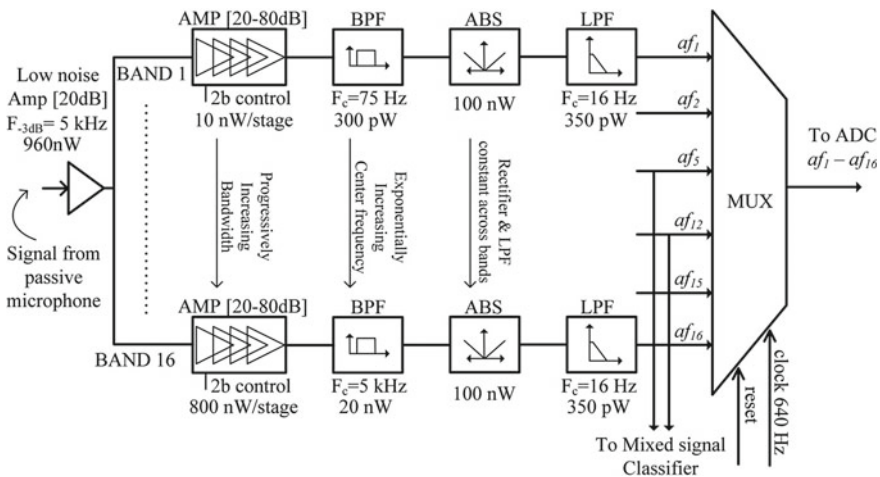 AMP [20-80dB]
BPF
ABS
LPF
Low noise
Amp [20dB]
F-3dB= 5 kHz
960nW
BAND 1
2b control
10 nW/stage
Fc=75 Hz
300 pW
100 nW
Fc=16 Hz
350 pW
af1
af2
af5
af12
af15
af16
MUX
To ADC
af1 – af16
Signal from
passive
microphone
Progressively
Increasing
Bandwidth
Exponentially
Increasing
Center frequency
Rectifier & LPF
constant across bands
AMP [20-80dB]
BPF
ABS
LPF
BAND 16
2b control
800 nW/stage
Fc=5 kHz
20 nW
100 nW
Fc=16 Hz
350 pW
To Mixed signal
Classifier
reset
clock 640 Hz